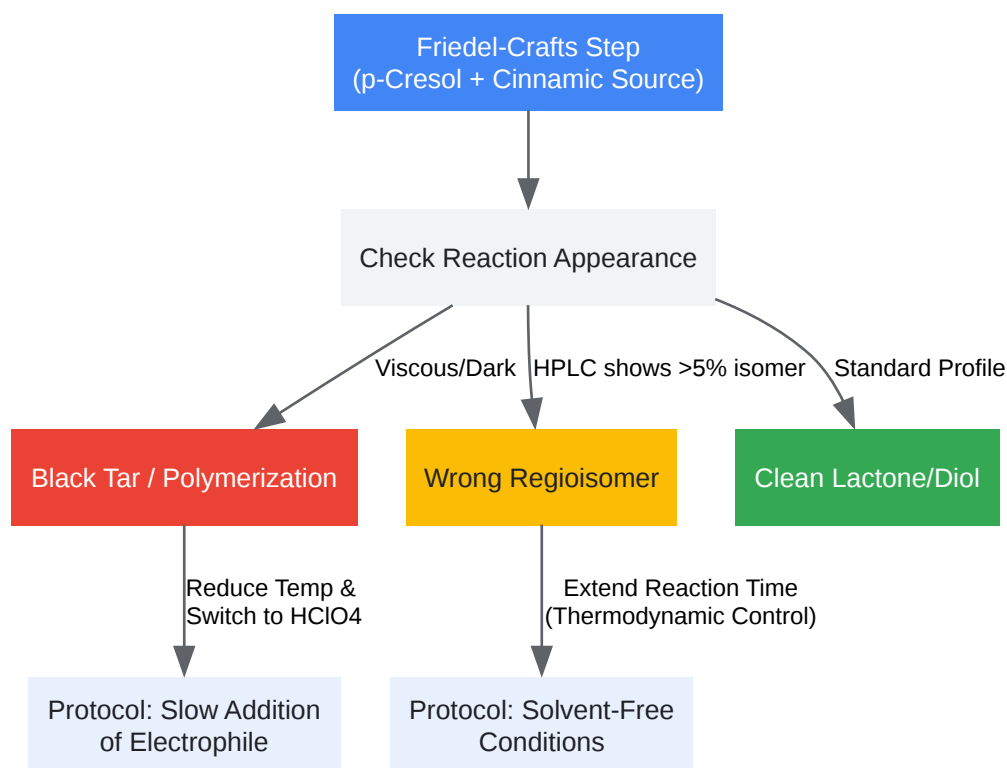 Friedel-Crafts Step
(p-Cresol + Cinnamic Source)
Check Reaction Appearance
Viscous/Dark
HPLC shows >5% isomer
Standard Profile
Black Tar / Polymerization
Wrong Regioisomer
Clean Lactone/Diol
Reduce Temp &
Switch to HClO4
Extend Reaction Time
(Thermodynamic Control)
Protocol: Slow Addition
of Electrophile
Protocol: Solvent-Free
Conditions